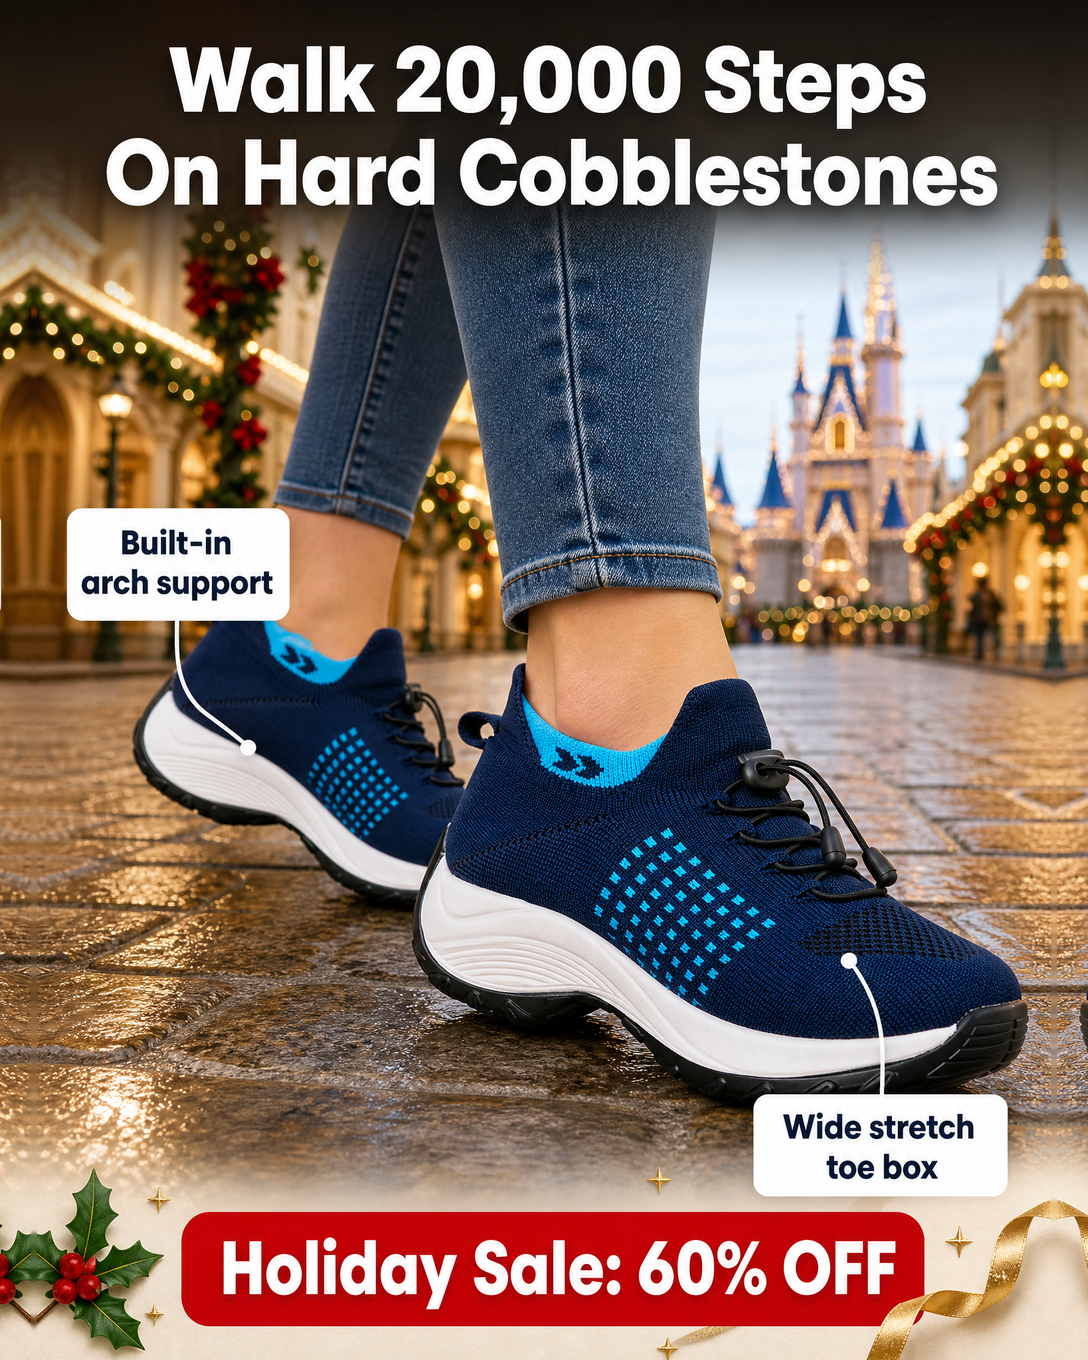 Walk 20,000 Steps
On Hard Cobblestones
Built-in
arch support
Wide stretch
toe box
Holiday Sale: 60% OFF